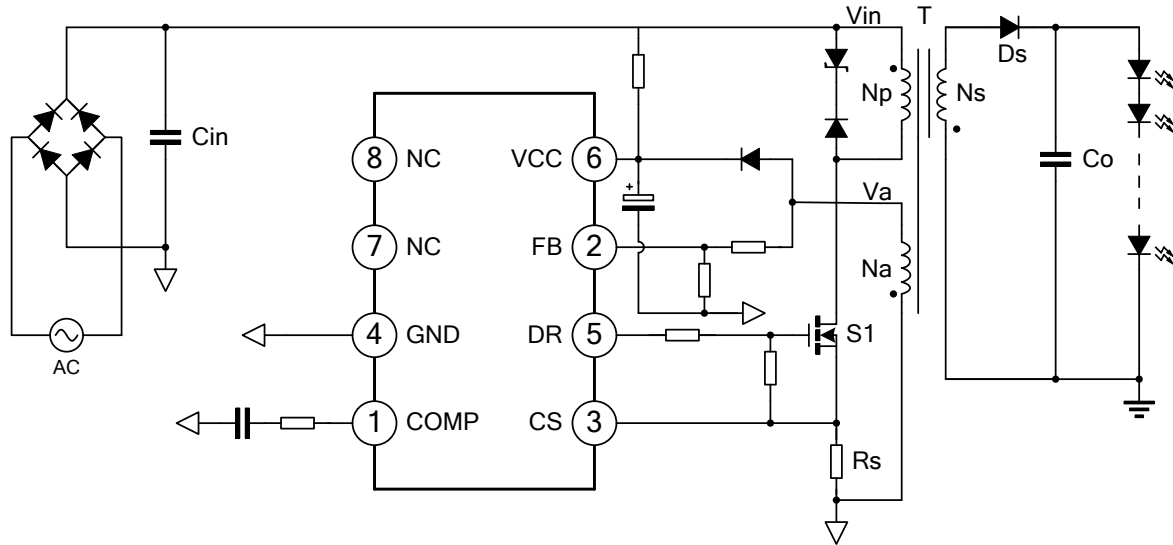 Vin
T
Ds
Np
Ns
Cin
8 NC
VCC 6
Co
Va
7 NC
FB 2
Na
4 GND
DR 5
S1
AC
1 COMP
CS 3
Rs
+